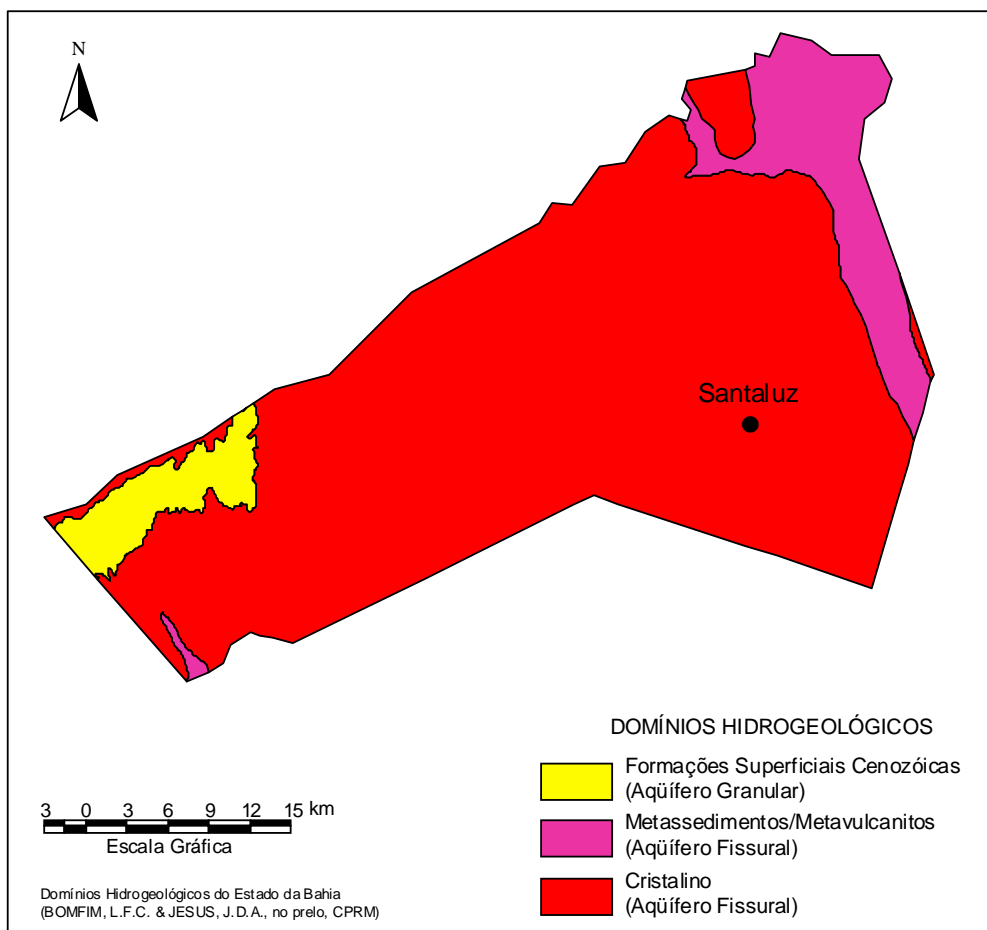 N
Santaluz
DOMÍNIOS HIDROGEOLÓGICOS
Formações Superficiais Cenozóicas
(Aqüífero Granular)
Metassedimentos/Metavulcanitos
(Aqüífero Fissural)
Cristalino
(Aqüífero Fissural)
3 0 3 6 9 12 15 km
Escala Gráfica
Domínios Hidrogeológicos do Estado da Bahia
(BOMFIM, L.F.C. & JESUS, J.D.A., no prelo, CPRM)